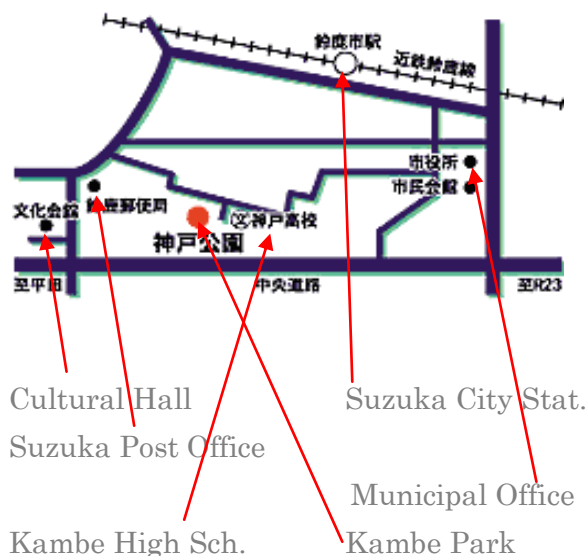 鈴鹿市駅
近鉄鈴鹿線
市役所
市民会館
鈴鹿郵便局
文化会館
㊊神戸高校
神戸公園
至平田
中央道路
至R23
Cultural Hall
Suzuka City Stat.
Suzuka Post Office
Municipal Office
Kambe High Sch.
Kambe Park